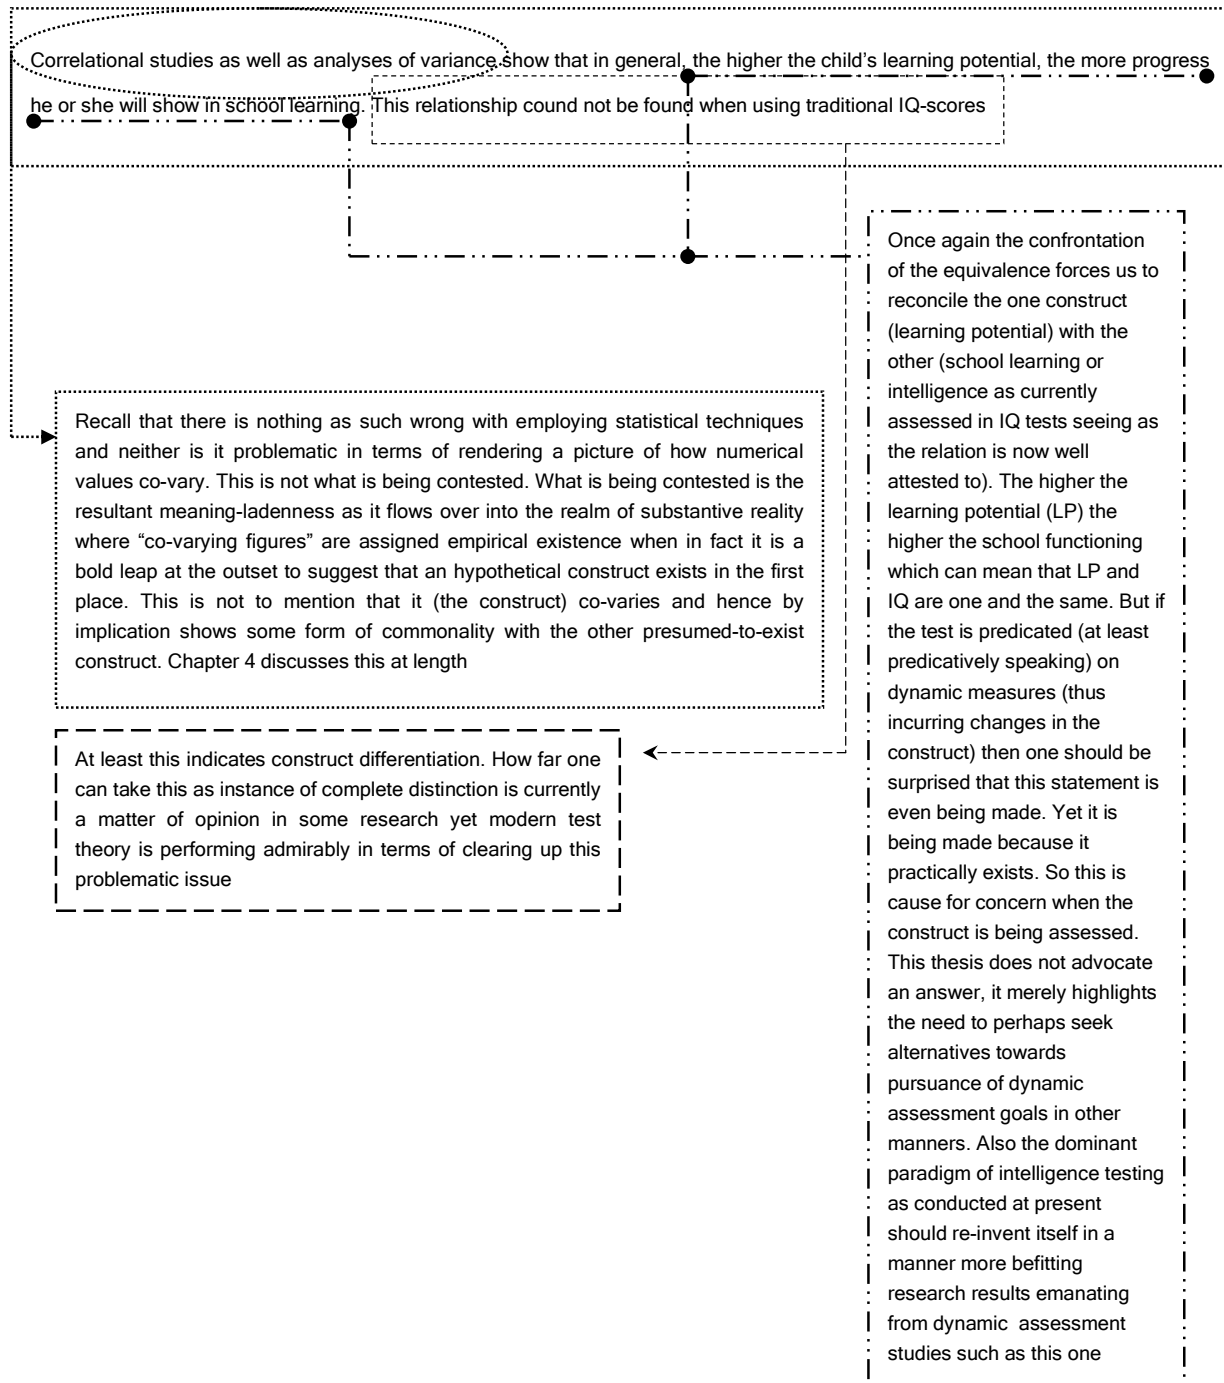 Correlational studies as well as analyses of variance show that in general, the higher the child’s learning potential, the more progress
he or she will show in school learning. This relationship cound not be found when using traditional IQ-scores
Recall that there is nothing as such wrong with employing statistical techniques
and neither is it problematic in terms of rendering a picture of how numerical
values co-vary. This is not what is being contested. What is being contested is the
resultant meaning-ladenness as it flows over into the realm of substantive reality
where “co-varying figures” are assigned empirical existence when in fact it is a
bold leap at the outset to suggest that an hypothetical construct exists in the first
place. This is not to mention that it (the construct) co-varies and hence by
implication shows some form of commonality with the other presumed-to-exist
construct. Chapter 4 discusses this at length
At least this indicates construct differentiation. How far one
can take this as instance of complete distinction is currently
a matter of opinion in some research yet modern test
theory is performing admirably in terms of clearing up this
problematic issue
Once again the confrontation
of the equivalence forces us to
reconcile the one construct
(learning potential) with the
other (school learning or
intelligence as currently
assessed in IQ tests seeing as
the relation is now well
attested to). The higher the
learning potential (LP) the
higher the school functioning
which can mean that LP and
IQ are one and the same. But if
the test is predicated (at least
predicatively speaking) on
dynamic measures (thus
incurring changes in the
construct) then one should be
surprised that this statement is
even being made. Yet it is
being made because it
practically exists. So this is
cause for concern when the
construct is being assessed.
This thesis does not advocate
an answer, it merely highlights
the need to perhaps seek
alternatives towards
pursuance of dynamic
assessment goals in other
manners. Also the dominant
paradigm of intelligence testing
as conducted at present
should re-invent itself in a
manner more befitting
research results emanating
from dynamic assessment
studies such as this one